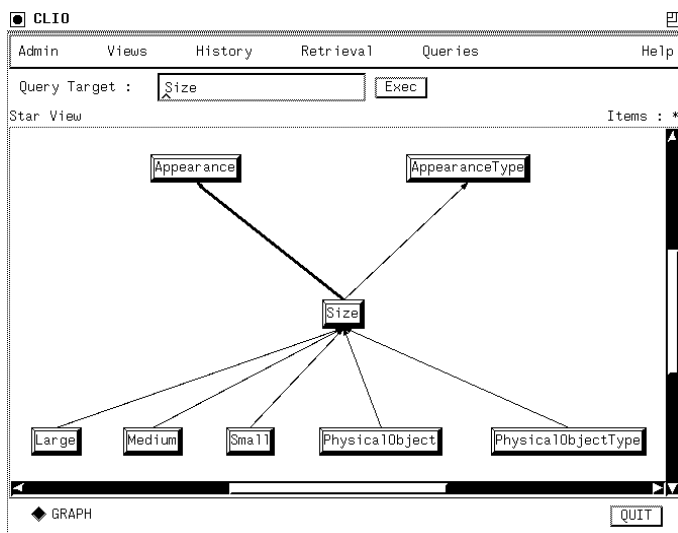 CLIO
Admin Views History Retrieval Queries Help
Query Target : Size Exec
Star View Items : *
Appearance AppearanceType
Size
Large Medium Small PhysicalObject PhysicalObjectType
GRAPH QUIT